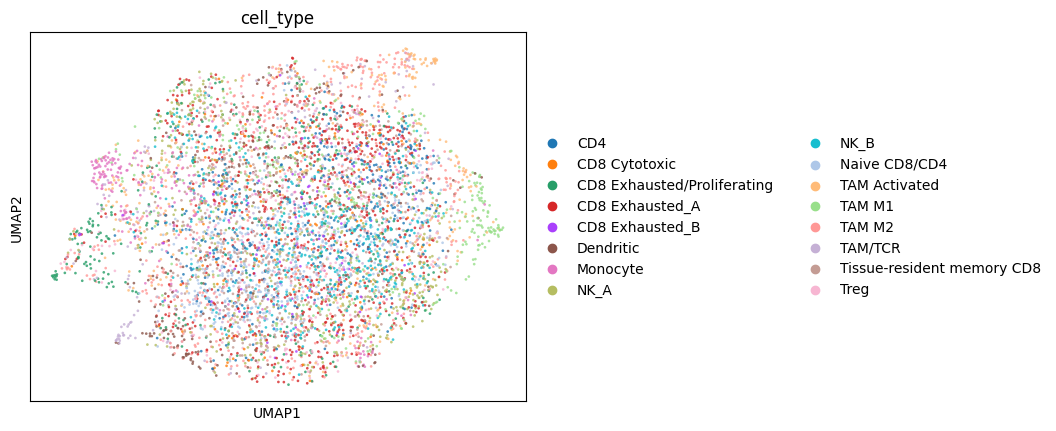 cell_type
UMAP2
UMAP1
CD4
CD8 Cytotoxic
CD8 Exhausted/Proliferating
CD8 Exhausted_A
CD8 Exhausted_B
Dendritic
Monocyte
NK_A
NK_B
Naive CD8/CD4
TAM Activated
TAM M1
TAM M2
TAM/TCR
Tissue-resident memory CD8
Treg